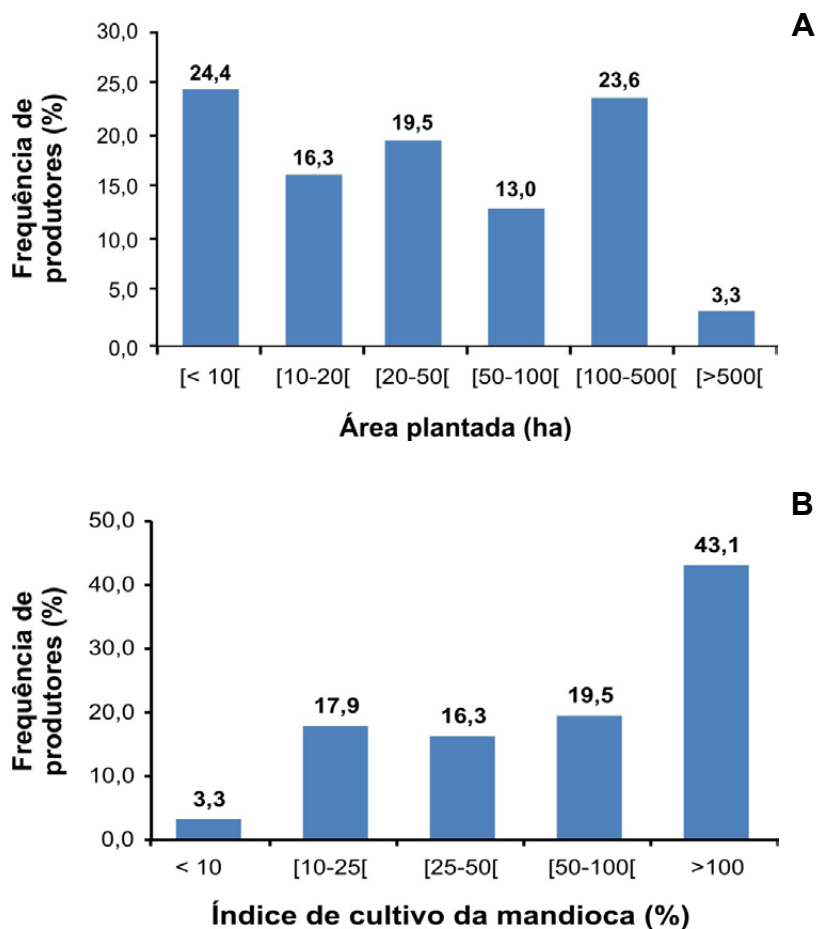 A
Frequência de
produtores (%)
30,0
25,0
20,0
15,0
10,0
5,0
0,0
24,4
16,3
19,5
13,0
23,6
3,3
[< 10[ [10-20[ [20-50[ [50-100[ [100-500[ [>500[
Área plantada (ha)
B
Frequência de
produtores (%)
50,0
40,0
30,0
20,0
10,0
0,0
3,3
17,9
16,3
19,5
43,1
< 10 [10-25[ [25-50[ [50-100[ >100
Índice de cultivo da mandioca (%)